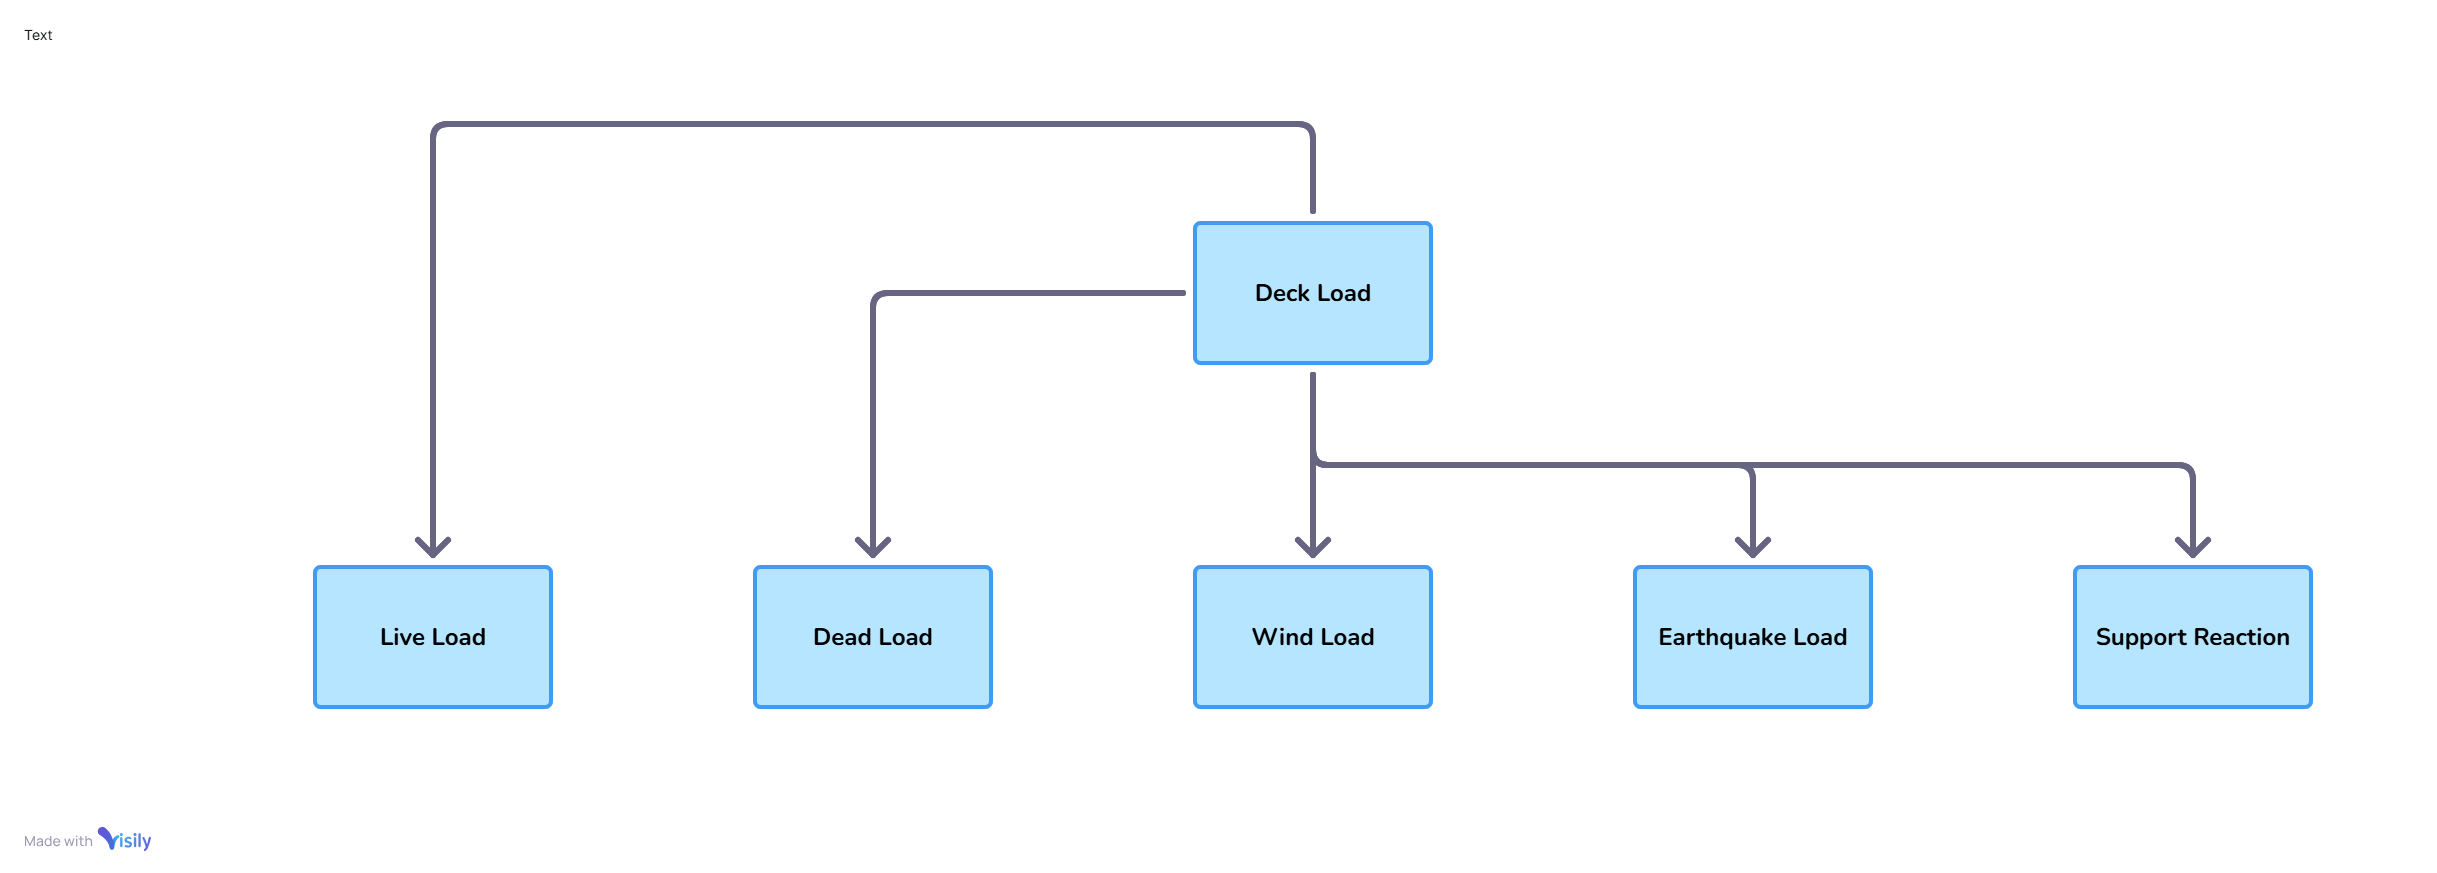 Text
Deck Load
Live Load
Dead Load
Wind Load
Earthquake Load
Support Reaction
Made with Visily